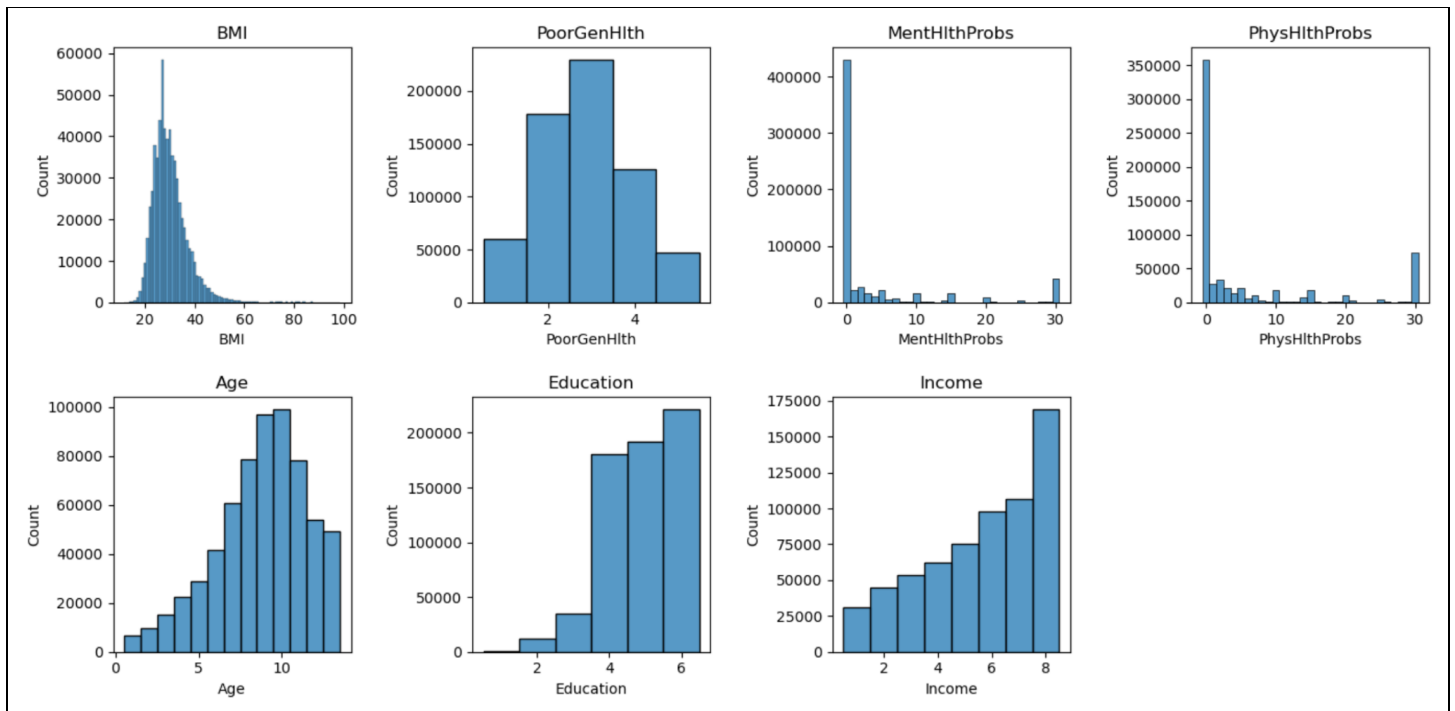 BMI
60000
50000
40000
30000
20000
10000
0
Count
20 40 60 80 100
BMI
PoorGenHlth
200000
150000
100000
50000
0
Count
2 4
PoorGenHlth
MentHlthProbs
400000
300000
200000
100000
0
Count
0 10 20 30
MentHlthProbs
PhysHlthProbs
350000
300000
250000
200000
150000
100000
50000
0
Count
0 10 20 30
PhysHlthProbs
Age
100000
80000
60000
40000
20000
0
Count
0 5 10
Age
Education
200000
150000
100000
50000
0
Count
2 4 6
Education
Income
175000
150000
125000
100000
75000
50000
25000
0
Count
2 4 6 8
Income